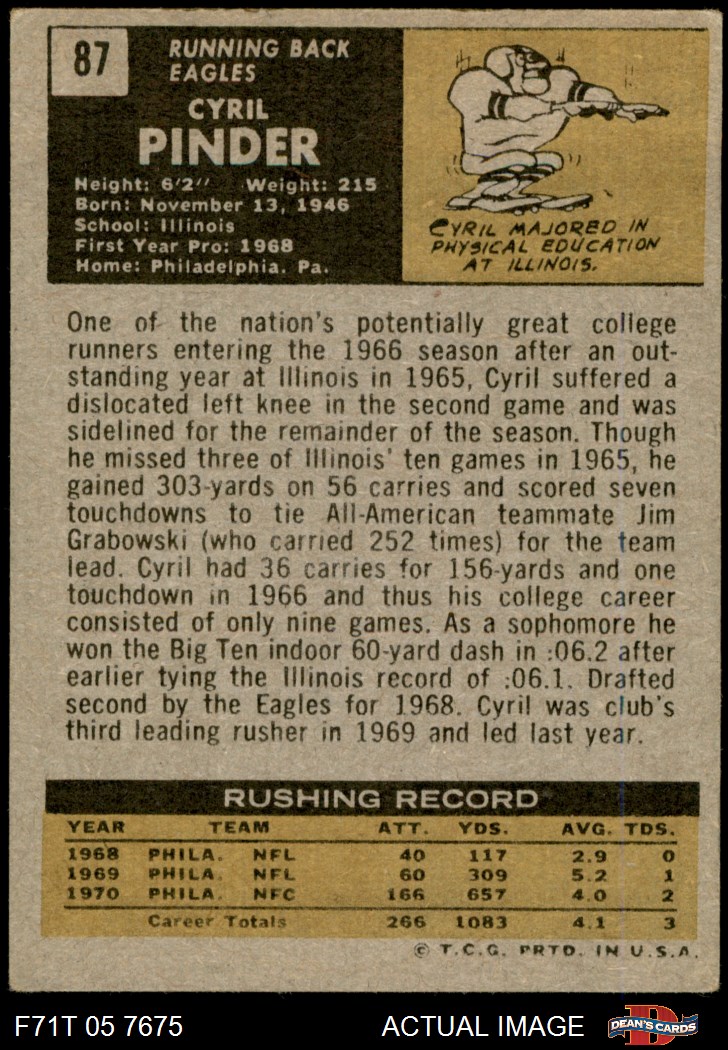 87
RUNNING BACK
EAGLES
CYRIL
PINDER
Height: 6'2'' Weight: 215
Born: November 13, 1946
School: Illinois
First Year Pro: 1968
Home: Philadelphia. Pa.
CYRIL MAJORED IN
PHYSICAL EDUCATION
AT ILLINOIS.
One of the nation's potentially great college
runners entering the 1966 season after an out-
standing year at Illinois in 1965, Cyril suffered a
dislocated left knee in the second game and was
sidelined for the remainder of the season. Though
he missed three of Illinois' ten games in 1965, he
gained 303-yards on 56 carries and scored seven
touchdowns to tie All-American teammate Jim
Grabowski (who carried 252 times) for the team
lead. Cyril had 36 carries for 156-yards and one
touchdown in 1966 and thus his college career
consisted of only nine games. As a sophomore he
won the Big Ten indoor 60-yard dash in :06.2 after
earlier tying the Illinois record of :06.1. Drafted
second by the Eagles for 1968. Cyril was club's
third leading rusher in 1969 and led last year.
RUSHING RECORD
YEAR TEAM ATT. YDS. AVG. TDS.
1968 PHILA. NFL 40 117 2.9 0
1969 PHILA. NFL 60 309 5.2 1
1970 PHILA. NFC 166 657 4.0 2
Career Totals 266 1083 4.1 3
© T.C.G. PRTD. IN U.S.A.
F71T 05 7675 ACTUAL IMAGE D DEAN'S CARDS